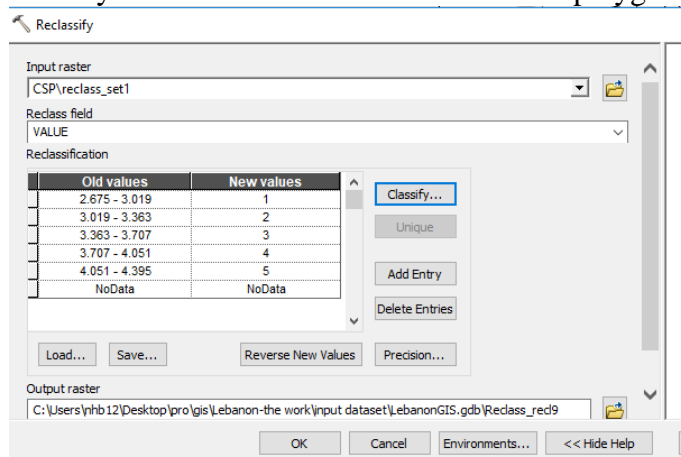 Reclassify
Input raster
CSP\reclass_set1
Reclass field
VALUE
Reclassification
Old values New values
2.675 - 3.019 1
3.019 - 3.363 2
3.363 - 3.707 3
3.707 - 4.051 4
4.051 - 4.395 5
NoData NoData
Classify...
Unique
Add Entry
Delete Entries
Load... Save... Reverse New Values Precision...
Output raster
C:\Users\nhb12\Desktop\pro\gis\Lebanon-the work\input dataset\LebanonGIS.gdb\Reclass_recl9
OK Cancel Environments... << Hide Help